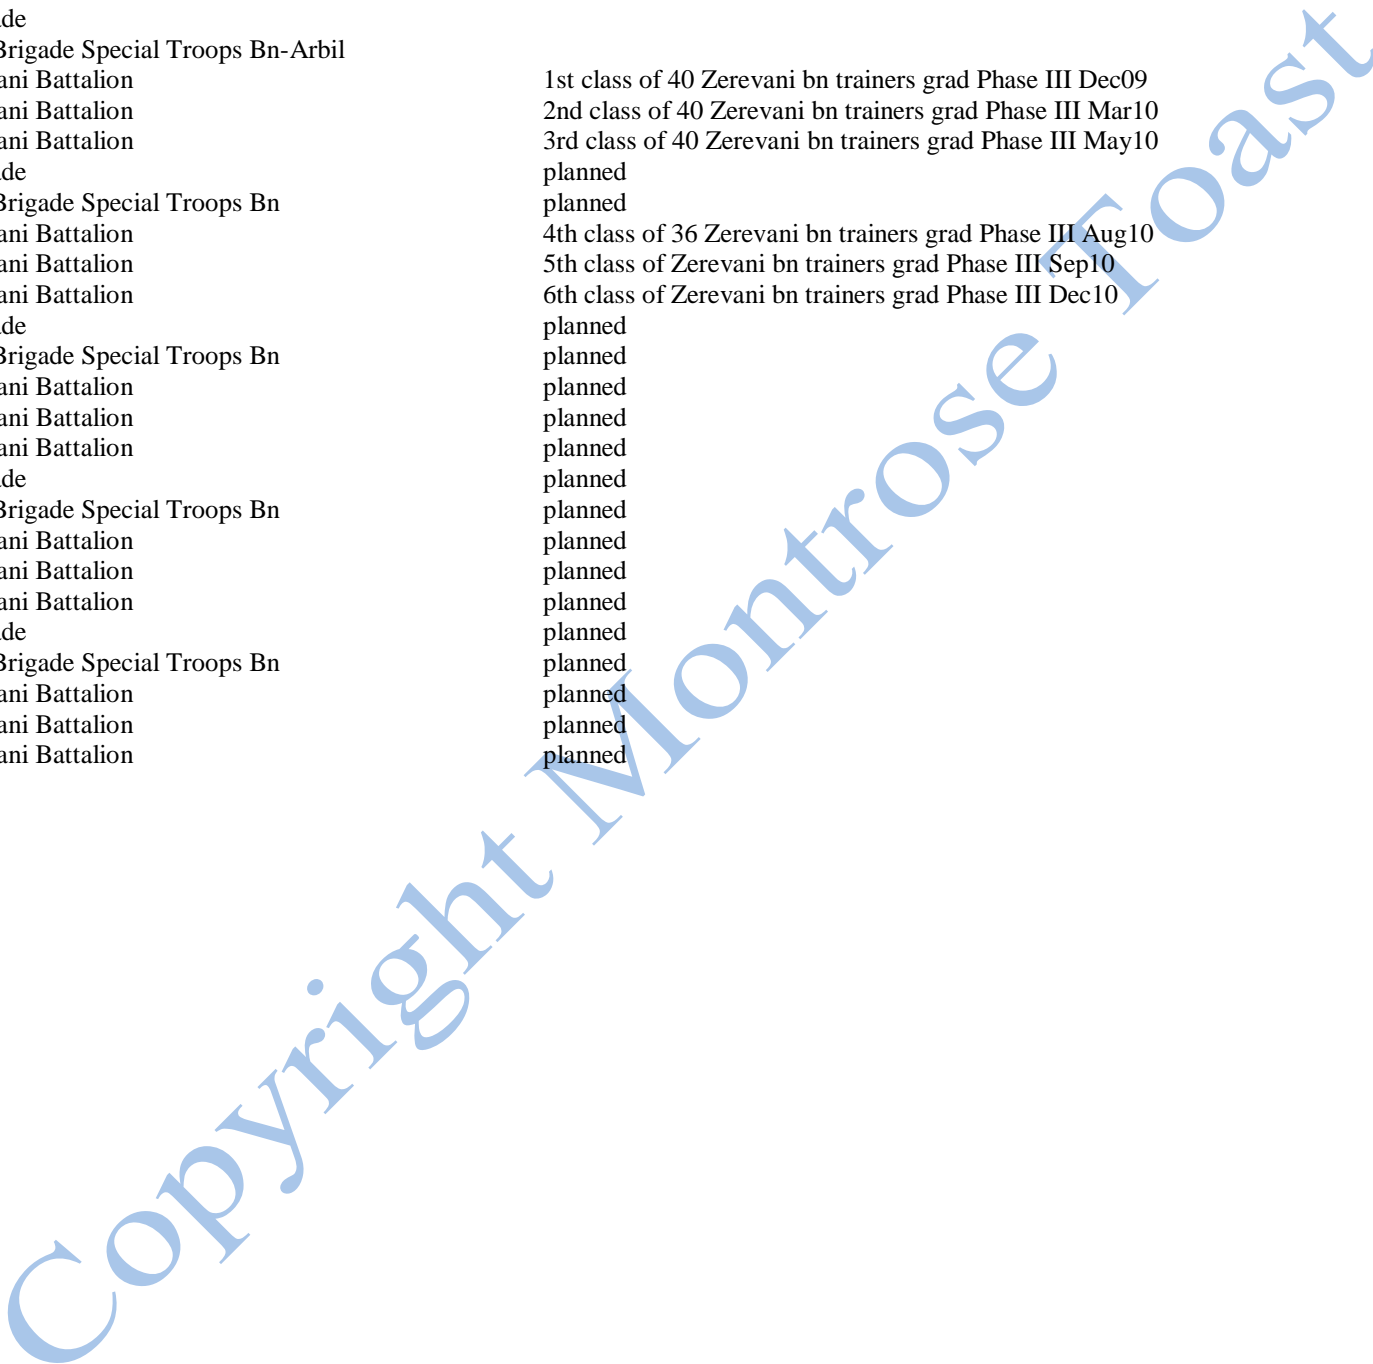 de
Brigade Special Troops Bn-Arbil
ani Battalion 1st class of 40 Zerevani bn trainers grad Phase III Dec09
ani Battalion 2nd class of 40 Zerevani bn trainers grad Phase III Mar10
ani Battalion 3rd class of 40 Zerevani bn trainers grad Phase III May10
de planned
Brigade Special Troops Bn planned
ani Battalion 4th class of 36 Zerevani bn trainers grad Phase III Aug10
ani Battalion 5th class of Zerevani bn trainers grad Phase III Sep10
ani Battalion 6th class of Zerevani bn trainers grad Phase III Dec10
de planned
Brigade Special Troops Bn planned
ani Battalion planned
ani Battalion planned
ani Battalion planned
de planned
Brigade Special Troops Bn planned
ani Battalion planned
ani Battalion planned
ani Battalion planned
de planned
Brigade Special Troops Bn planned
ani Battalion planned
ani Battalion planned
ani Battalion planned
Copyright Montrose Toast